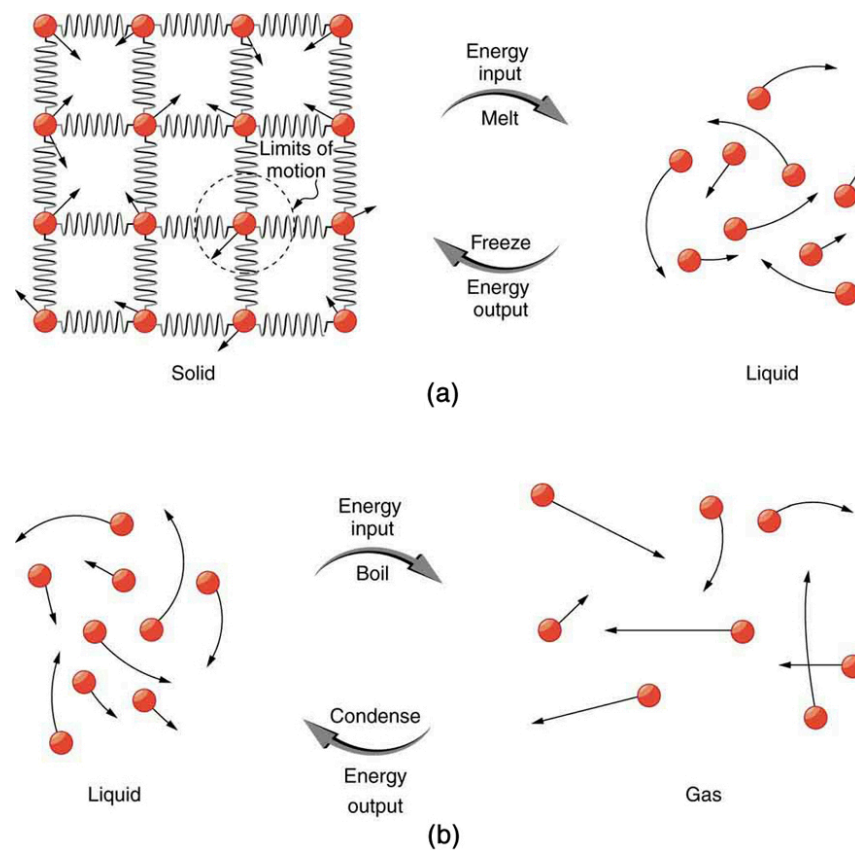 Energy
input
Melt
Limits of
motion
Freeze
Energy
output
Solid
Liquid
(a)
Energy
input
Boil
Condense
Energy
output
Liquid
Gas
(b)